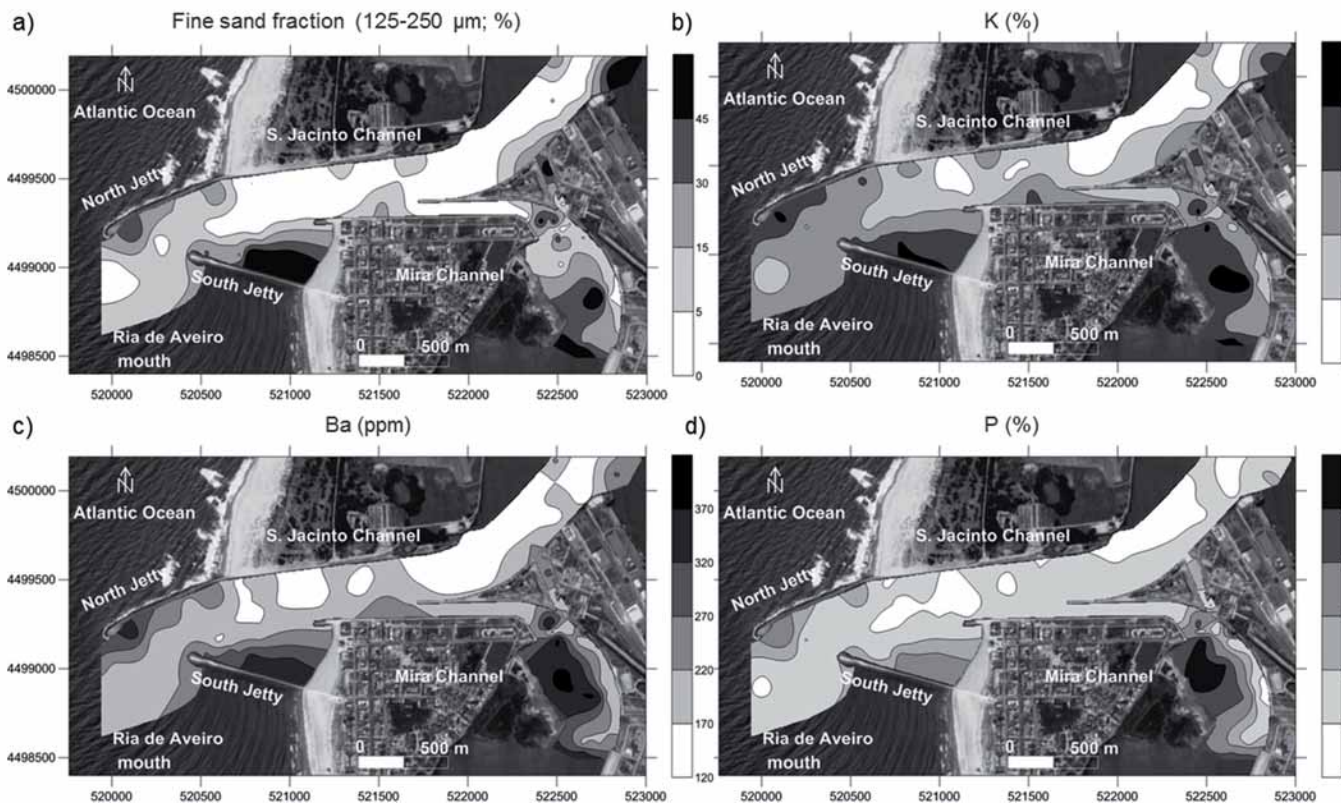 a)
Fine sand fraction (125-250 µm; %)
4500000
4499500
4499000
4498500
N
Atlantic Ocean
S. Jacinto Channel
North Jetty
South Jetty
Mira Channel
Ria de Aveiro
mouth
0 500 m
520000 520500 521000 521500 522000 522500 523000
45
30
15
5
0
b)
K (%)
N
Atlantic Ocean
S. Jacinto Channel
North Jetty
South Jetty
Mira Channel
Ria de Aveiro
mouth
0 500 m
520000 520500 521000 521500 522000 522500 523000
c)
Ba (ppm)
4500000
4499500
4499000
4498500
N
Atlantic Ocean
S. Jacinto Channel
North Jetty
South Jetty
Mira Channel
Ria de Aveiro
mouth
0 500 m
520000 520500 521000 521500 522000 522500 523000
370
320
270
220
170
120
d)
P (%)
N
Atlantic Ocean
S. Jacinto Channel
North Jetty
South Jetty
Mira Channel
Ria de Aveiro
mouth
0 500 m
520000 520500 521000 521500 522000 522500 523000